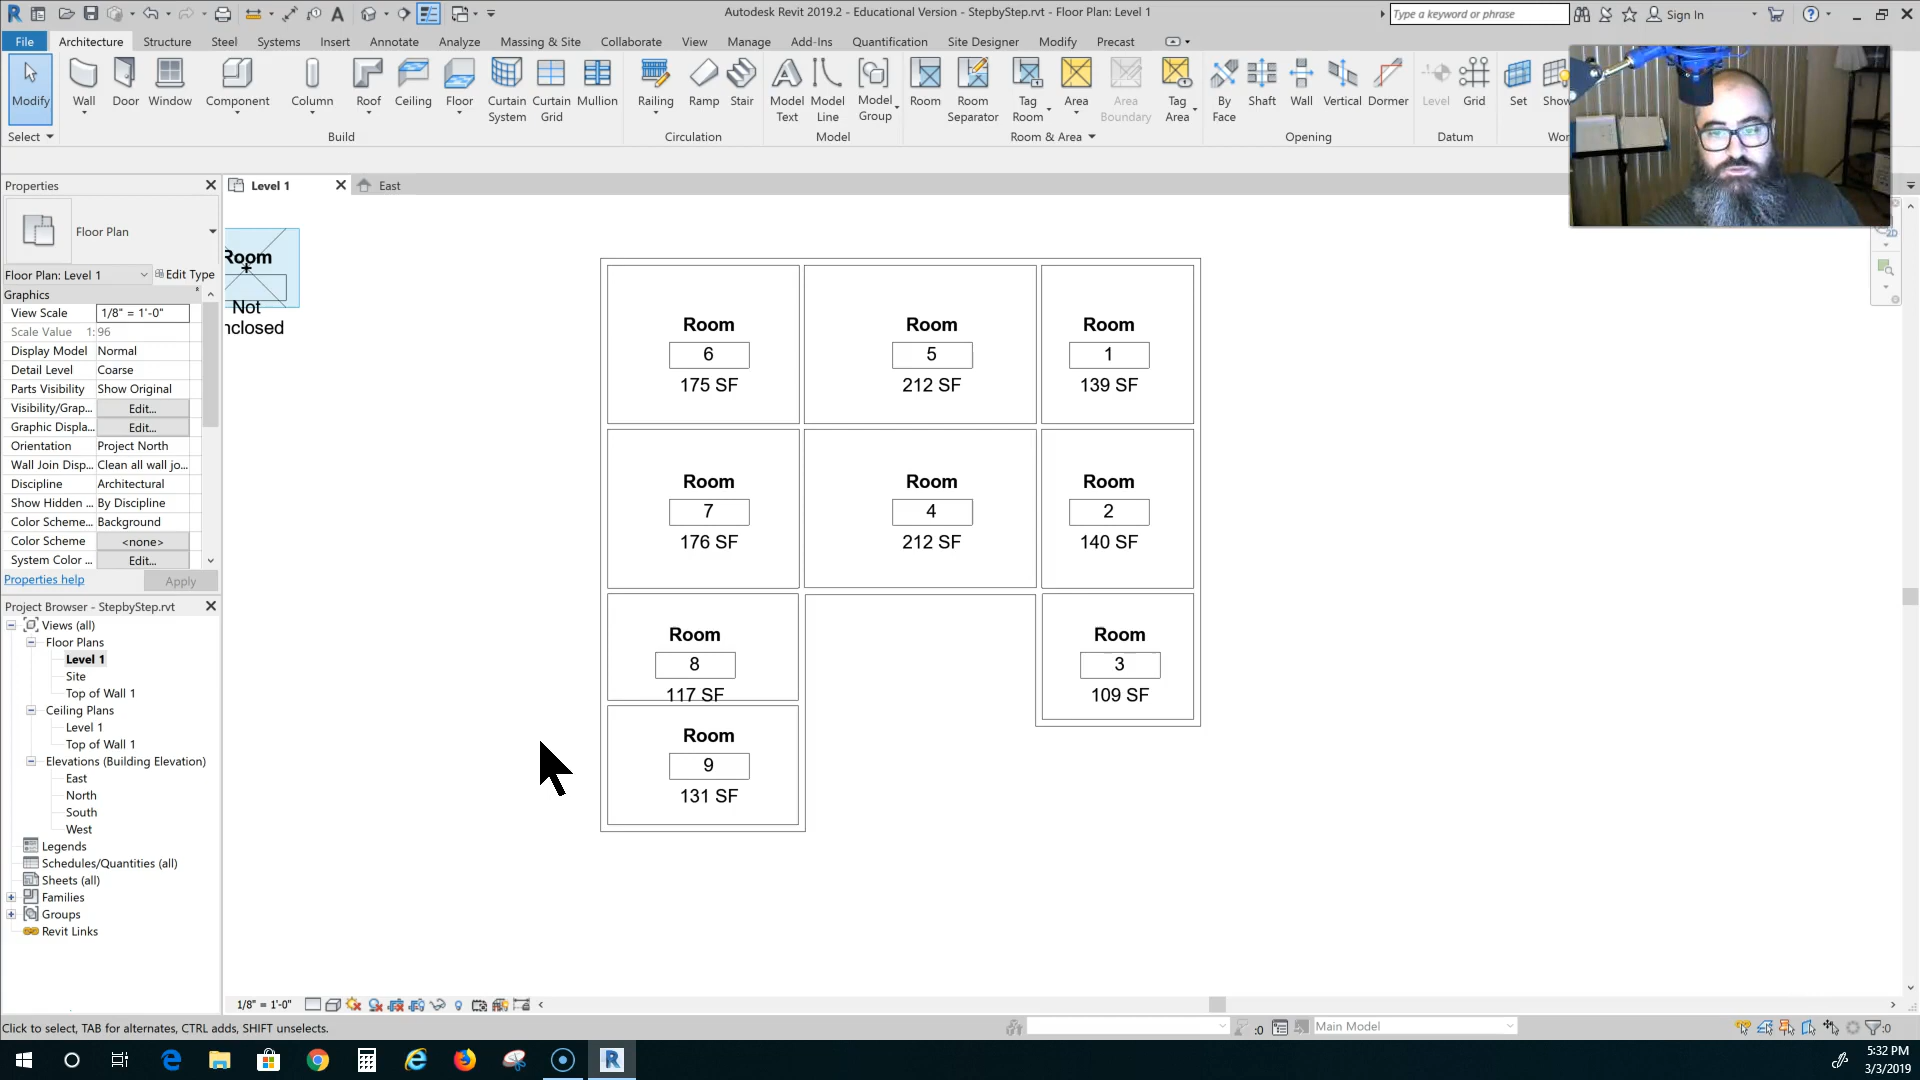 Autodesk Revit 2019.2 - Educational Version - StepbyStep.rvt - Floor Plan: Level 1
Type a keyword or phrase
Sign In
File Architecture Structure Steel Systems Insert Annotate Analyze Massing & Site Collaborate View Manage Add-Ins Quantification Site Designer Modify Precast
Modify Wall Door Window Component Column Roof Ceiling Floor Curtain System Curtain Grid Mullion Railing Ramp Stair Model Text Model Line Model Group Room Room Separator Tag Room Area Area Boundary Tag Area By Face Shaft Wall Vertical Dormer Level Grid Set Show
Select Build Circulation Model Room & Area Opening Datum Wor
Properties
Level 1
East
Floor Plan
Floor Plan: Level 1
Edit Type
Graphics
View Scale 1/8" = 1'-0"
Scale Value 1: 96
Display Model Normal
Detail Level Coarse
Parts Visibility Show Original
Visibility/Grap... Edit...
Graphic Displa... Edit...
Orientation Project North
Wall Join Disp... Clean all wall jo...
Discipline Architectural
Show Hidden ... By Discipline
Color Scheme... Background
Color Scheme <none>
System Color ... Edit...
Properties help Apply
Project Browser - StepbyStep.rvt
Views (all)
Floor Plans
Level 1
Site
Top of Wall 1
Ceiling Plans
Level 1
Top of Wall 1
Elevations (Building Elevation)
East
North
South
West
Legends
Schedules/Quantities (all)
Sheets (all)
Families
Groups
Revit Links
Room
Not
nclosed
Room
6
175 SF
Room
5
212 SF
Room
1
139 SF
Room
7
176 SF
Room
4
212 SF
Room
2
140 SF
Room
8
117 SF
Room
3
109 SF
Room
9
131 SF
1/8" = 1'-0"
Click to select, TAB for alternates, CTRL adds, SHIFT unselects.
:0
Main Model
:0
5:32 PM
3/3/2019